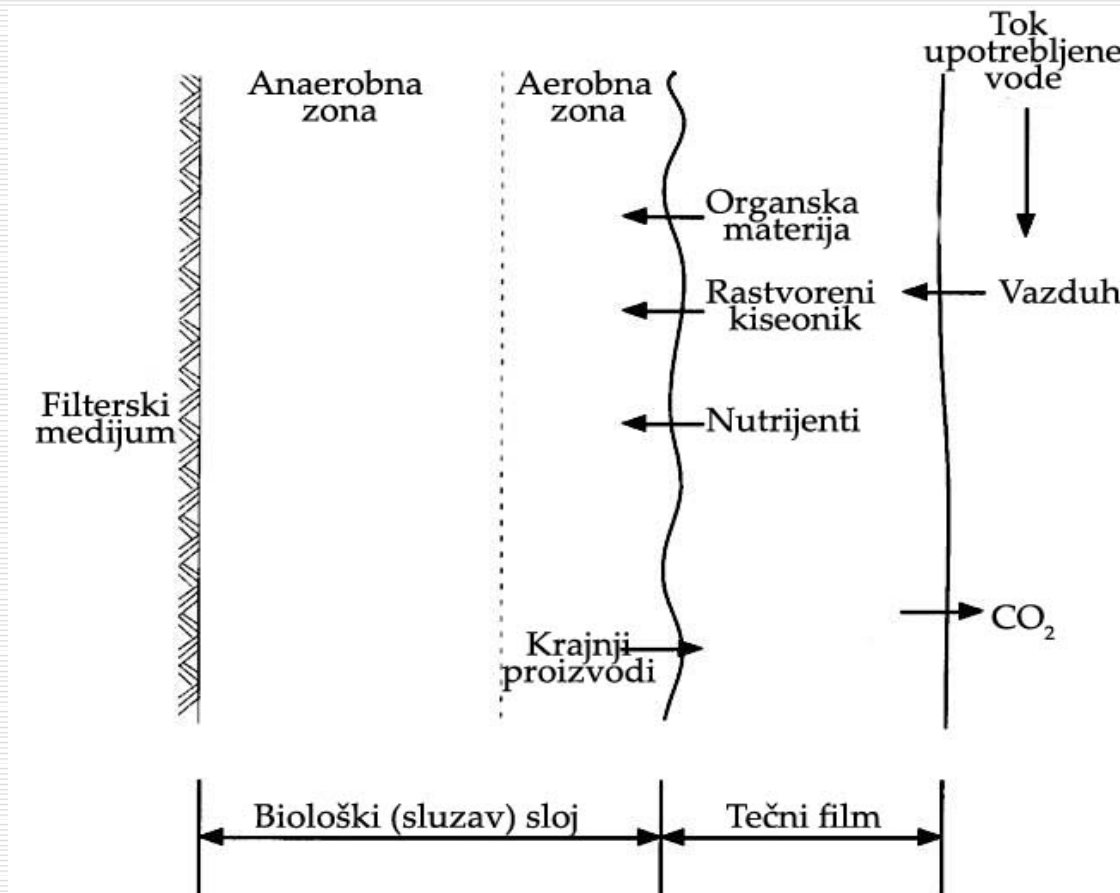 Tok
upotrebljene
vode
Anaerobna
zona
Aerobna
zona
Organska
materija
Rastvoreni
kiseonik
Vazduh
Filterski
medijum
Nutrijenti
CO₂
Krajnji
proizvodi
Biološki (sluzav) sloj
Tečni film